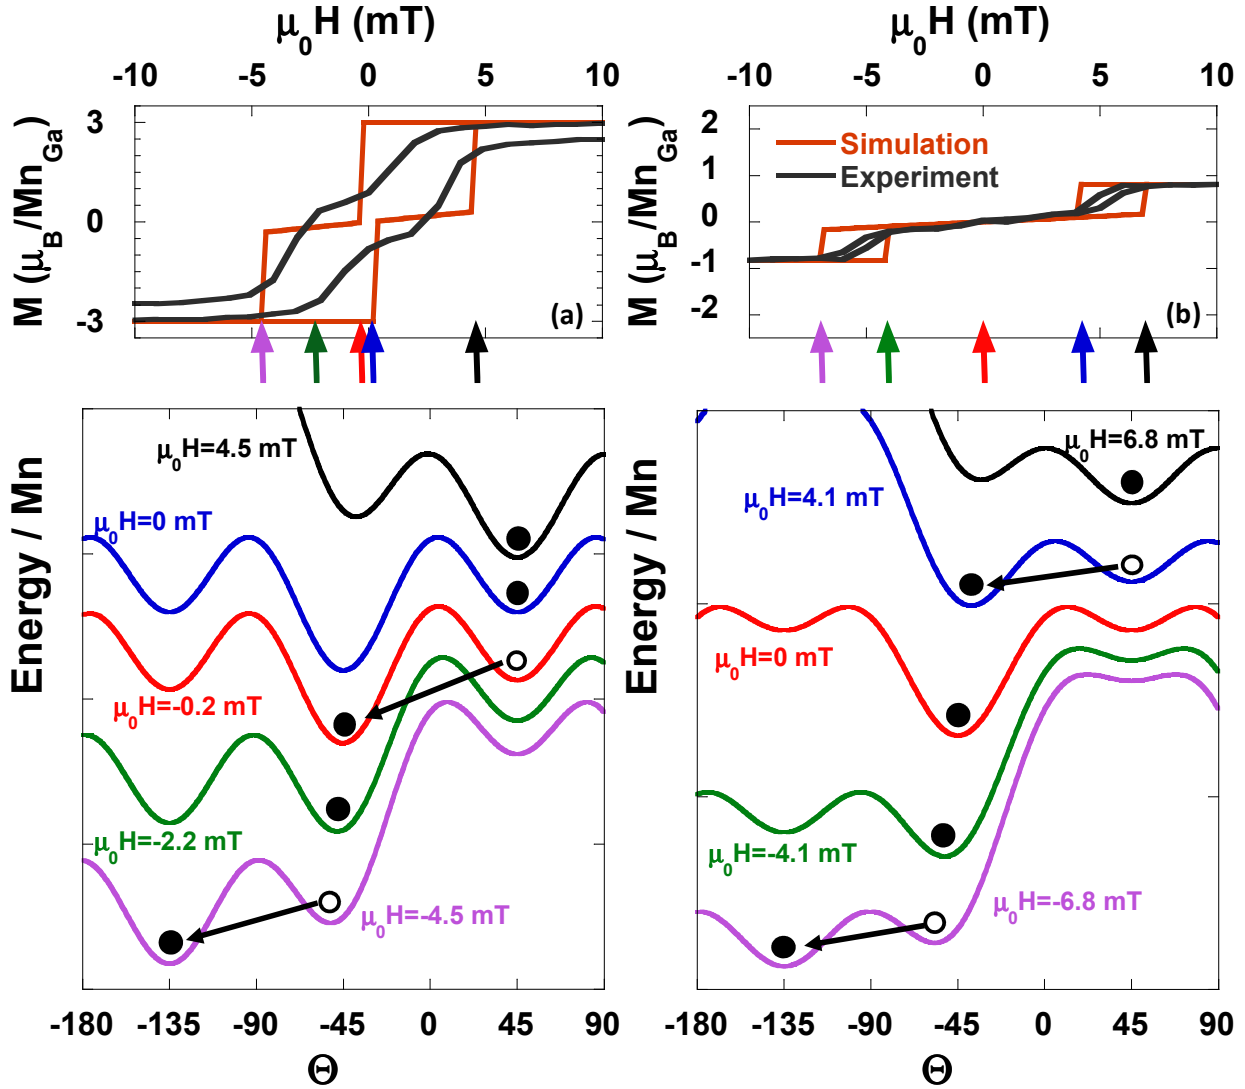 μ0H (mT)
-10 -5 0 5 10
M (μB/MnGa)
3
0
-3
(a)
μ0H (mT)
-10 -5 0 5 10
M (μB/MnGa)
2
1
0
-1
-2
Simulation
Experiment
(b)
Energy / Mn
μ0H=4.5 mT
μ0H=0 mT
μ0H=-0.2 mT
μ0H=-2.2 mT
μ0H=-4.5 mT
-180 -135 -90 -45 0 45 90
Θ
Energy / Mn
μ0H=6.8 mT
μ0H=4.1 mT
μ0H=0 mT
μ0H=-4.1 mT
μ0H=-6.8 mT
-180 -135 -90 -45 0 45 90
Θ